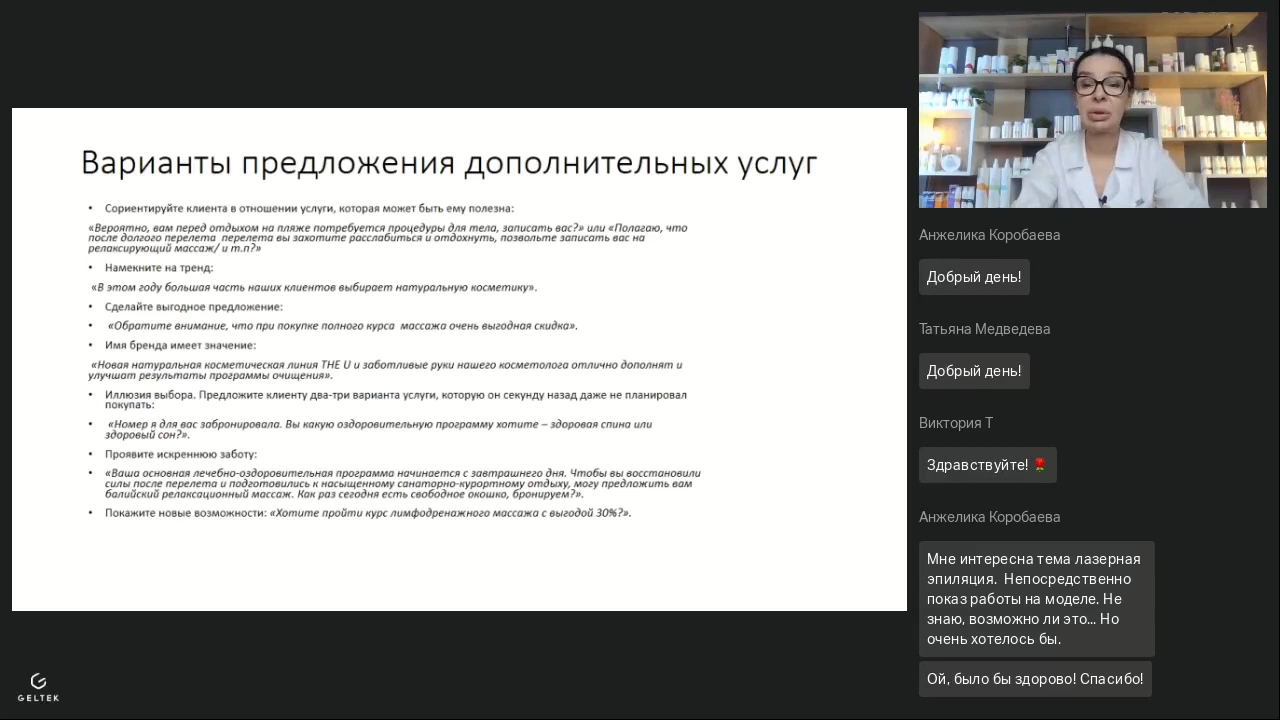 Варианты предложения дополнительных услуг
• Сориентируйте клиента в отношении услуги, которая может быть ему полезна:
«Вероятно, вам перед отдыхом на пляже потребуется процедуры для тела, записать вас?» или «Полагаю, что
после долгого перелета перелета вы захотите расслабиться и отдохнуть, позвольте записать вас на
релаксирующий массаж/ и т.п?»
• Намекните на тренд:
«В этом году большая часть наших клиентов выбирает натуральную косметику».
• Сделайте выгодное предложение:
• «Обратите внимание, что при покупке полного курса массажа очень выгодная скидка».
• Имя бренда имеет значение:
«Новая натуральная косметическая линия THE U и заботливые руки нашего косметолога отлично дополнят и
улучшат результаты программы очищения».
• Иллюзия выбора. Предложите клиенту два-три варианта услуги, которую он секунду назад даже не планировал
покупать:
• «Номер я для вас забронировала. Вы какую оздоровительную программу хотите – здоровая спина или
здоровый сон?».
• Проявите искреннюю заботу:
• «Ваша основная лечебно-оздоровительная программа начинается с завтрашнего дня. Чтобы вы восстановили
силы после перелета и подготовились к насыщенному санаторно-курортному отдыху, могу предложить вам
балийский релаксационный массаж. Как раз сегодня есть свободное окошко, бронируем?».
• Покажите новые возможности: «Хотите пройти курс лимфодренажного массажа с выгодой 30%?».
GELTEK
Анжелика Коробаева
Добрый день!
Татьяна Медведева
Добрый день!
Виктория Т
Здравствуйте! 🌹
Анжелика Коробаева
Мне интересна тема лазерная
эпиляция. Непосредственно
показ работы на моделе. Не
знаю, возможно ли это... Но
очень хотелось бы.
Ой, было бы здорово! Спасибо!